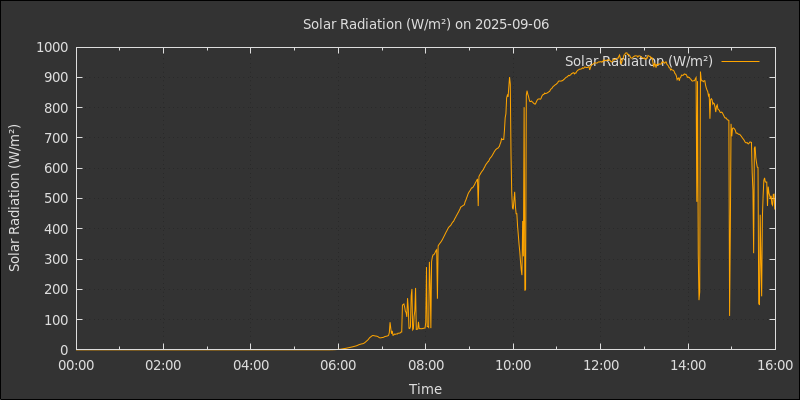 Solar Radiation (W/m²) on 2025-09-06
Solar Radiation (W/m²)
Solar Radiation (W/m²)
1000
900
800
700
600
500
400
300
200
100
0
00:00 02:00 04:00 06:00 08:00 10:00 12:00 14:00 16:00
Time